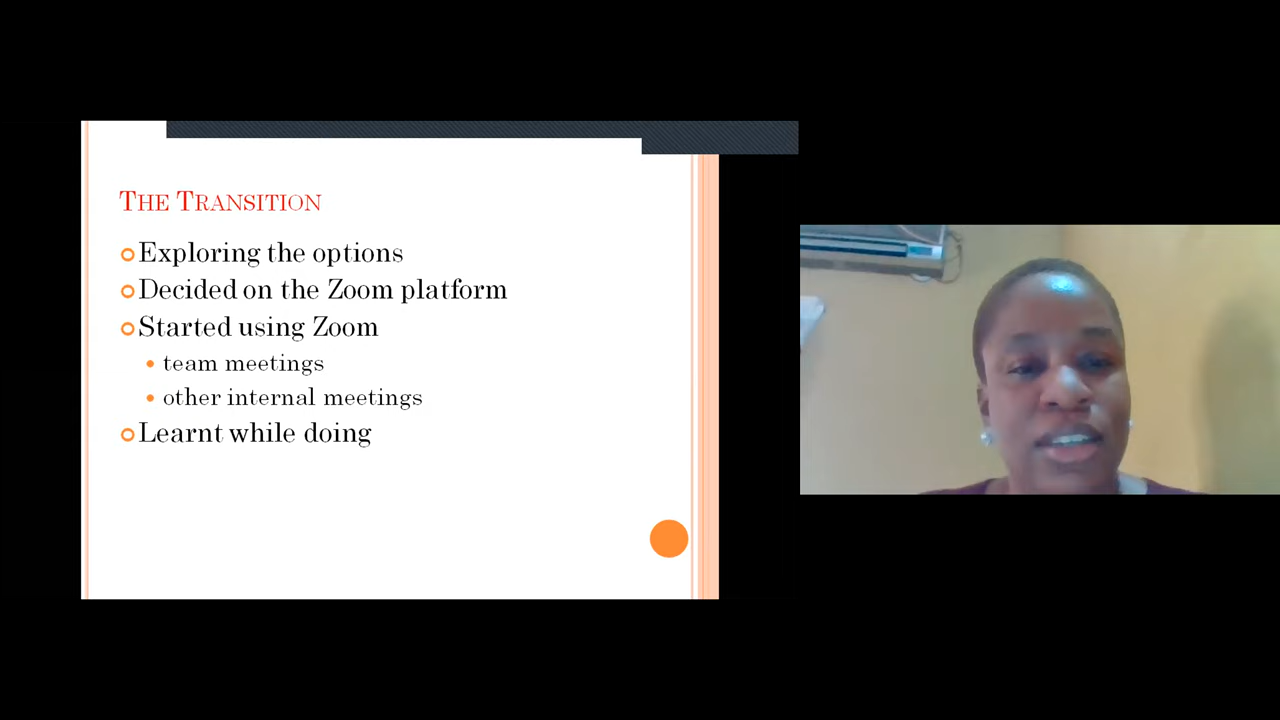 The Transition
Exploring the options
Decided on the Zoom platform
Started using Zoom
team meetings
other internal meetings
Learnt while doing